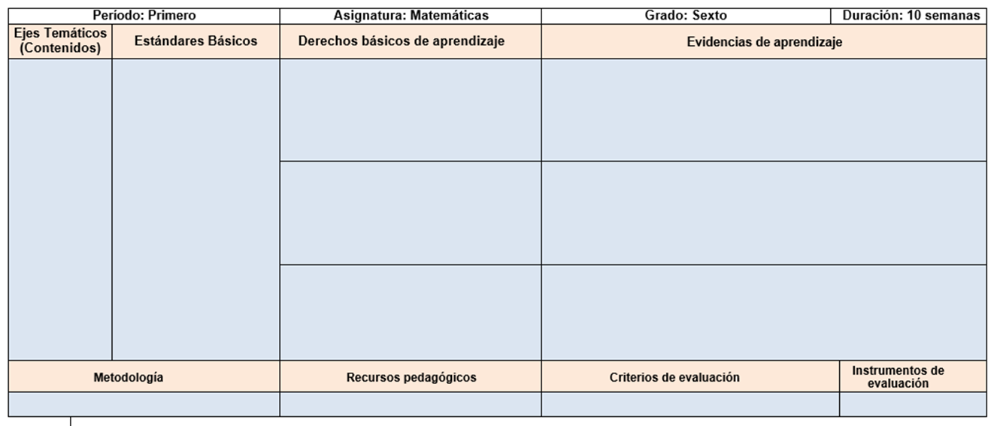 Período: Primero
Asignatura: Matemáticas
Grado: Sexto
Duración: 10 semanas
Ejes Temáticos
(Contenidos)
Estándares Básicos
Derechos básicos de aprendizaje
Evidencias de aprendizaje
Metodología
Recursos pedagógicos
Criterios de evaluación
Instrumentos de
evaluación